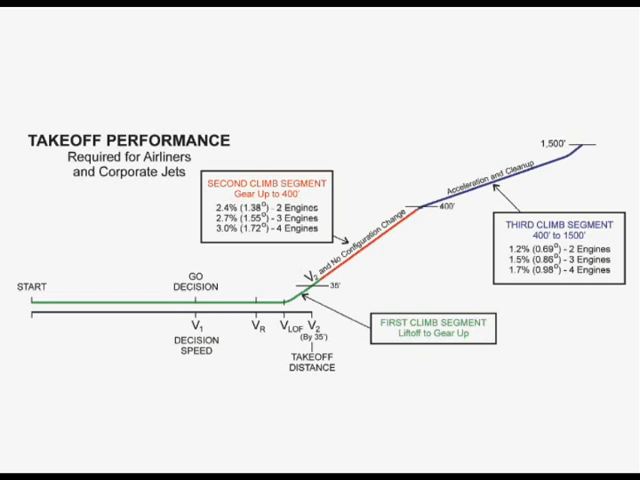 TAKEOFF PERFORMANCE
Required for Airliners
and Corporate Jets
SECOND CLIMB SEGMENT
Gear Up to 400'
2.4% (1.38°) - 2 Engines
2.7% (1.55°) - 3 Engines
3.0% (1.72°) - 4 Engines
1,500'
Acceleration and Cleanup
400'
THIRD CLIMB SEGMENT
400' to 1500'
1.2% (0.69°) - 2 Engines
1.5% (0.86°) - 3 Engines
1.7% (0.98°) - 4 Engines
V2 and No Configuration Change
35'
START
GO
DECISION
FIRST CLIMB SEGMENT
Liftoff to Gear Up
V1
VR
VLOF
V2
(By 35')
DECISION
SPEED
TAKEOFF
DISTANCE